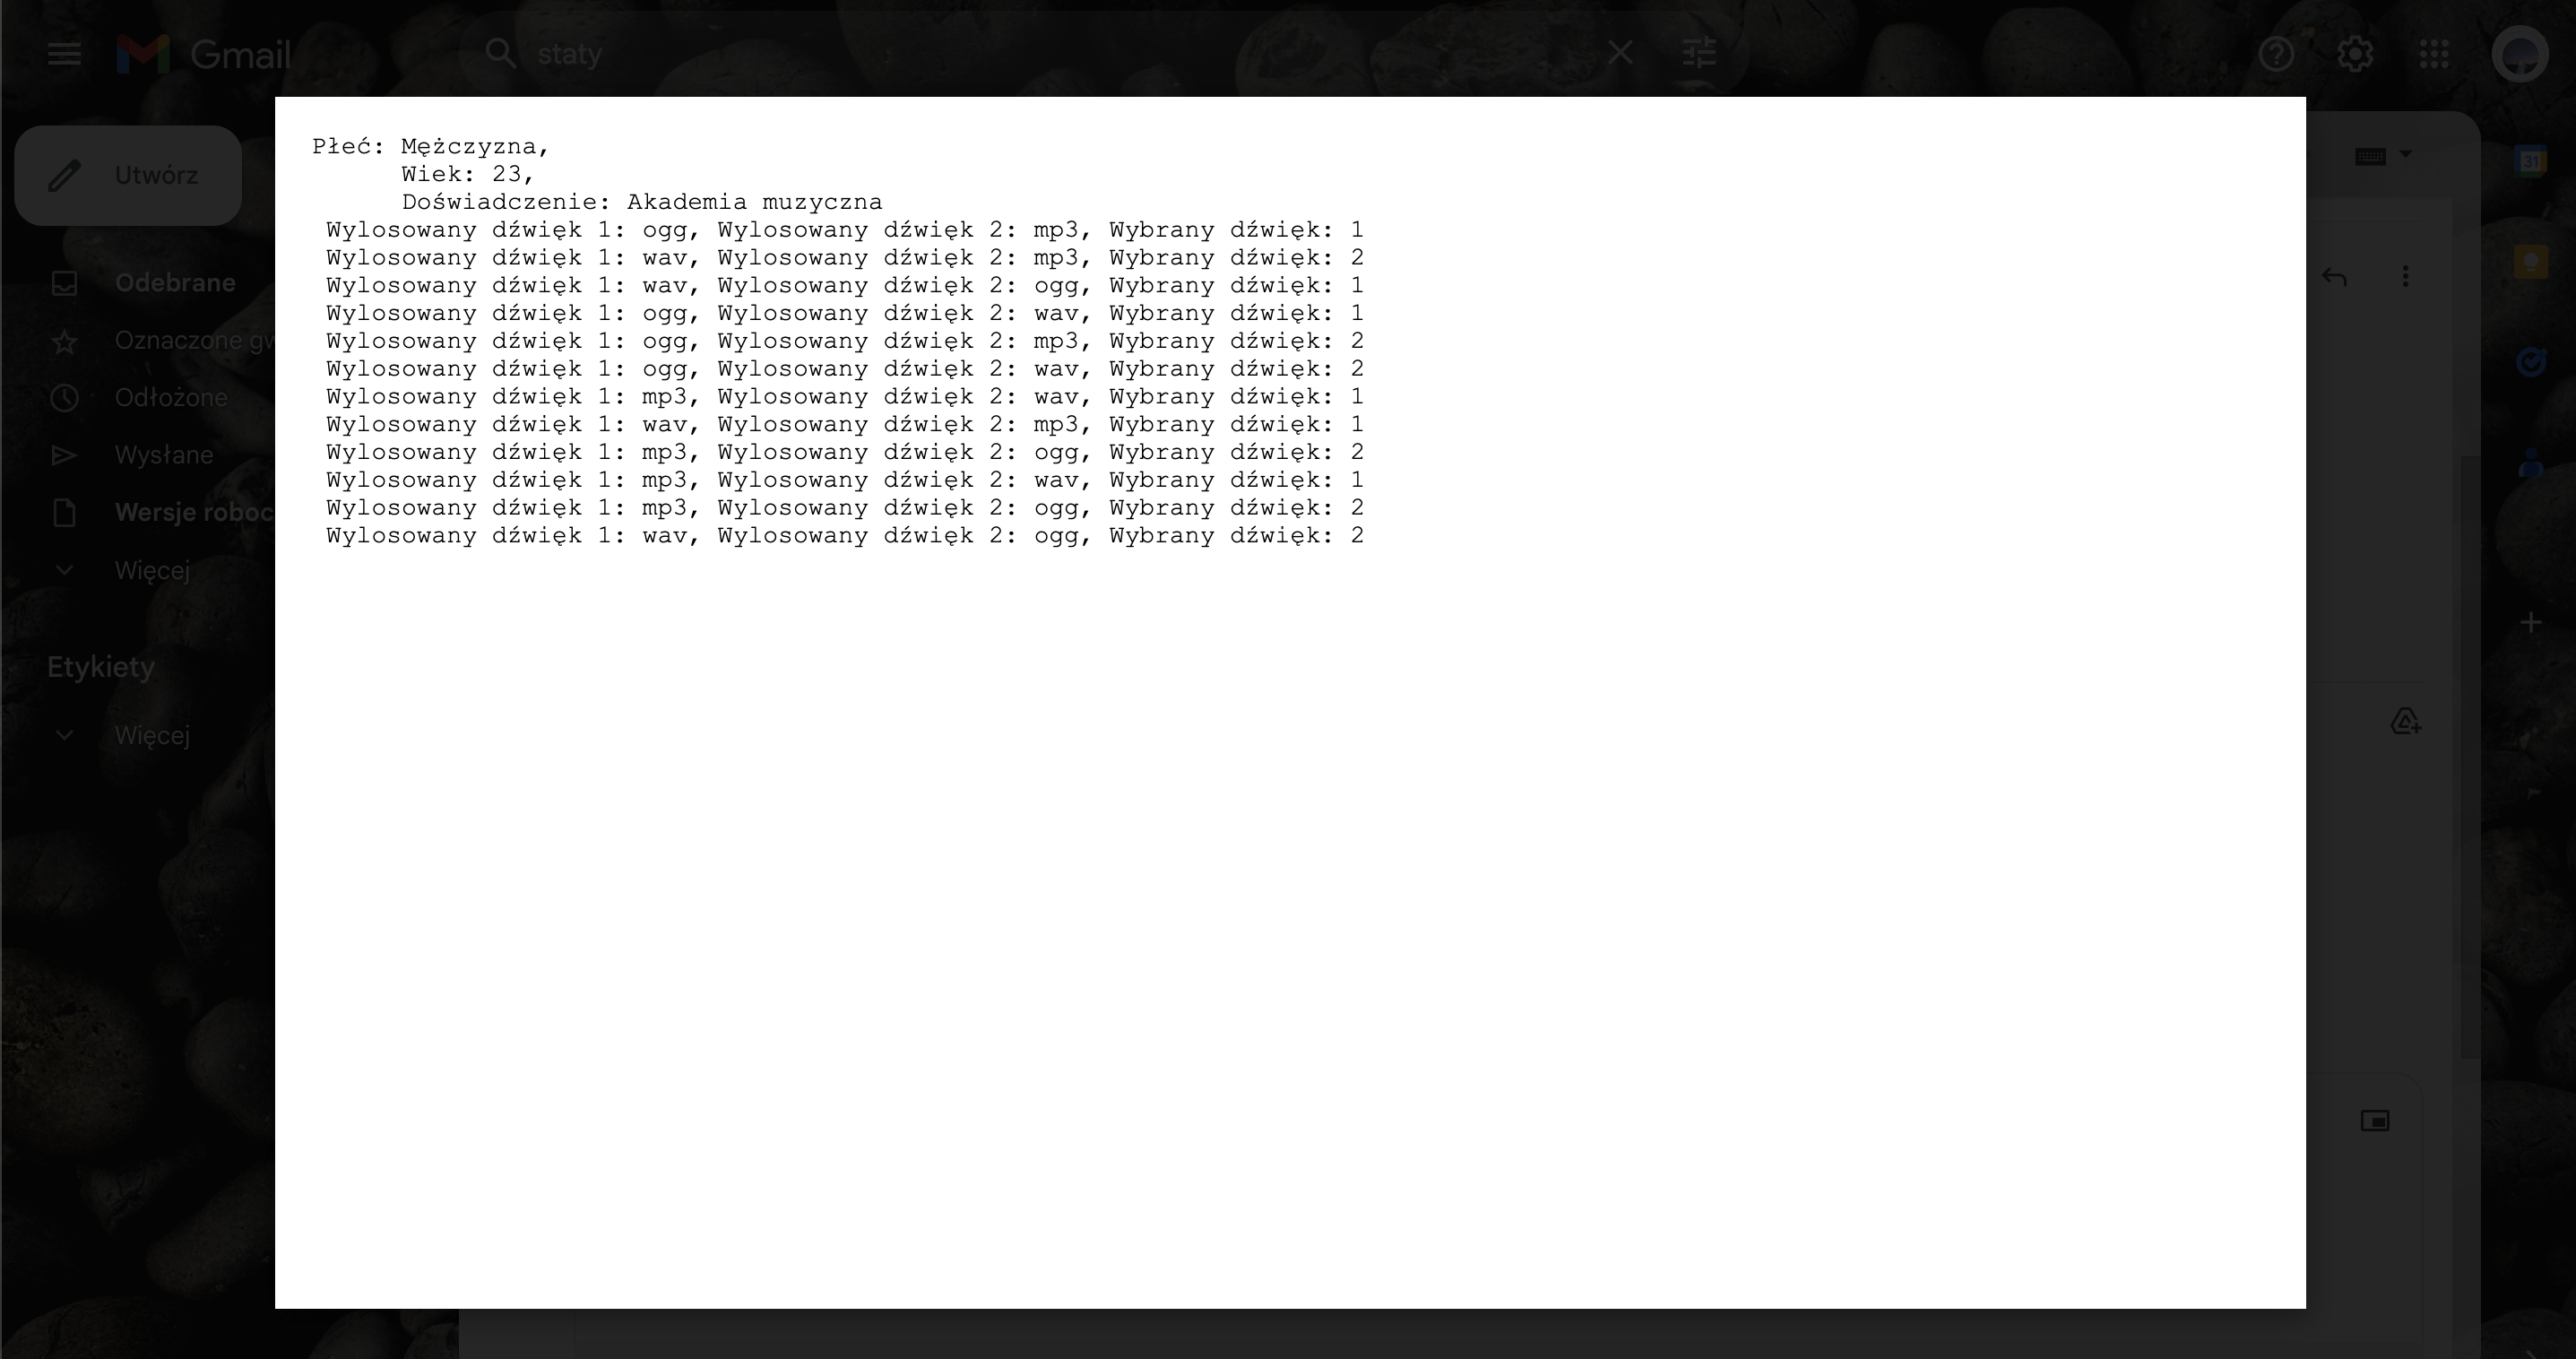 Gmail
staty
Utwórz
Odebrane
Oznaczone gw
Odłożone
Wysłane
Wersje roboc
Więcej
Etykiety
Więcej
Płeć: Mężczyzna,
Wiek: 23,
Doświadczenie: Akademia muzyczna
Wylosowany dźwięk 1: ogg, Wylosowany dźwięk 2: mp3, Wybrany dźwięk: 1
Wylosowany dźwięk 1: wav, Wylosowany dźwięk 2: mp3, Wybrany dźwięk: 2
Wylosowany dźwięk 1: wav, Wylosowany dźwięk 2: ogg, Wybrany dźwięk: 1
Wylosowany dźwięk 1: ogg, Wylosowany dźwięk 2: wav, Wybrany dźwięk: 1
Wylosowany dźwięk 1: ogg, Wylosowany dźwięk 2: mp3, Wybrany dźwięk: 2
Wylosowany dźwięk 1: ogg, Wylosowany dźwięk 2: wav, Wybrany dźwięk: 2
Wylosowany dźwięk 1: mp3, Wylosowany dźwięk 2: wav, Wybrany dźwięk: 1
Wylosowany dźwięk 1: wav, Wylosowany dźwięk 2: mp3, Wybrany dźwięk: 1
Wylosowany dźwięk 1: mp3, Wylosowany dźwięk 2: ogg, Wybrany dźwięk: 2
Wylosowany dźwięk 1: mp3, Wylosowany dźwięk 2: wav, Wybrany dźwięk: 1
Wylosowany dźwięk 1: mp3, Wylosowany dźwięk 2: ogg, Wybrany dźwięk: 2
Wylosowany dźwięk 1: wav, Wylosowany dźwięk 2: ogg, Wybrany dźwięk: 2
31